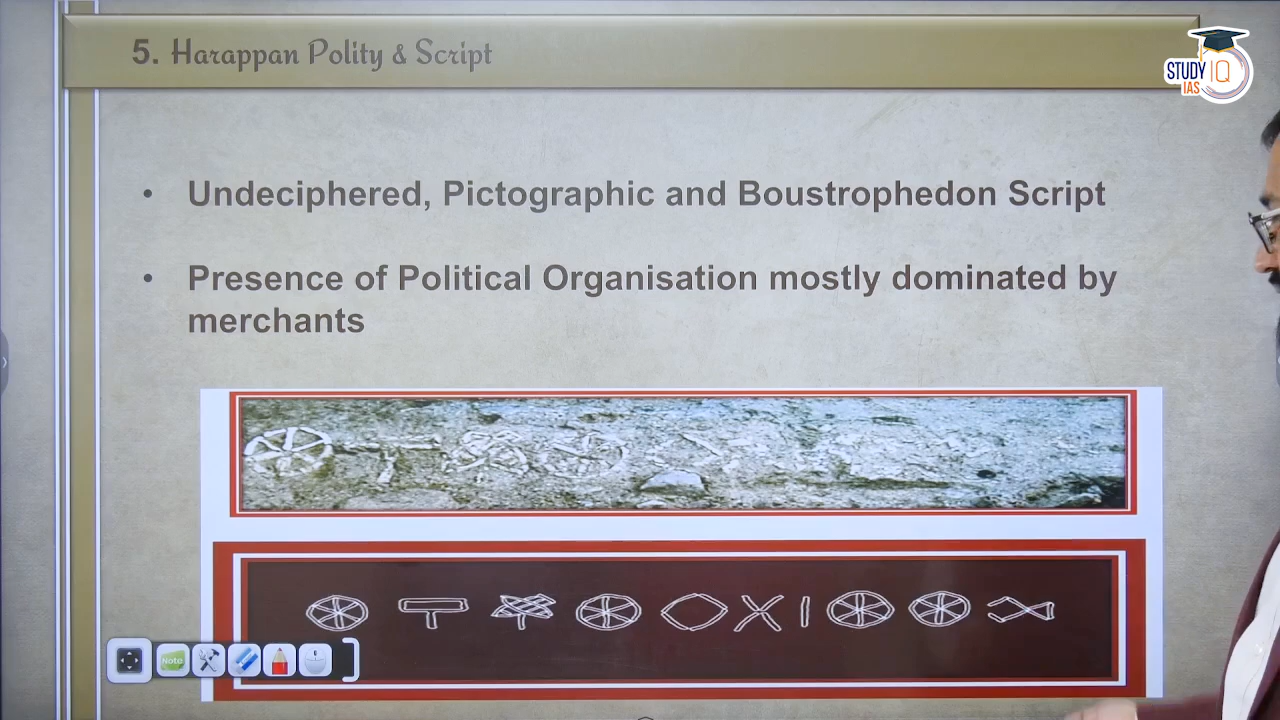 5. Harappan Polity & Script
STUDY IQ
IAS
• Undeciphered, Pictographic and Boustrophedon Script
• Presence of Political Organisation mostly dominated by
merchants
Note